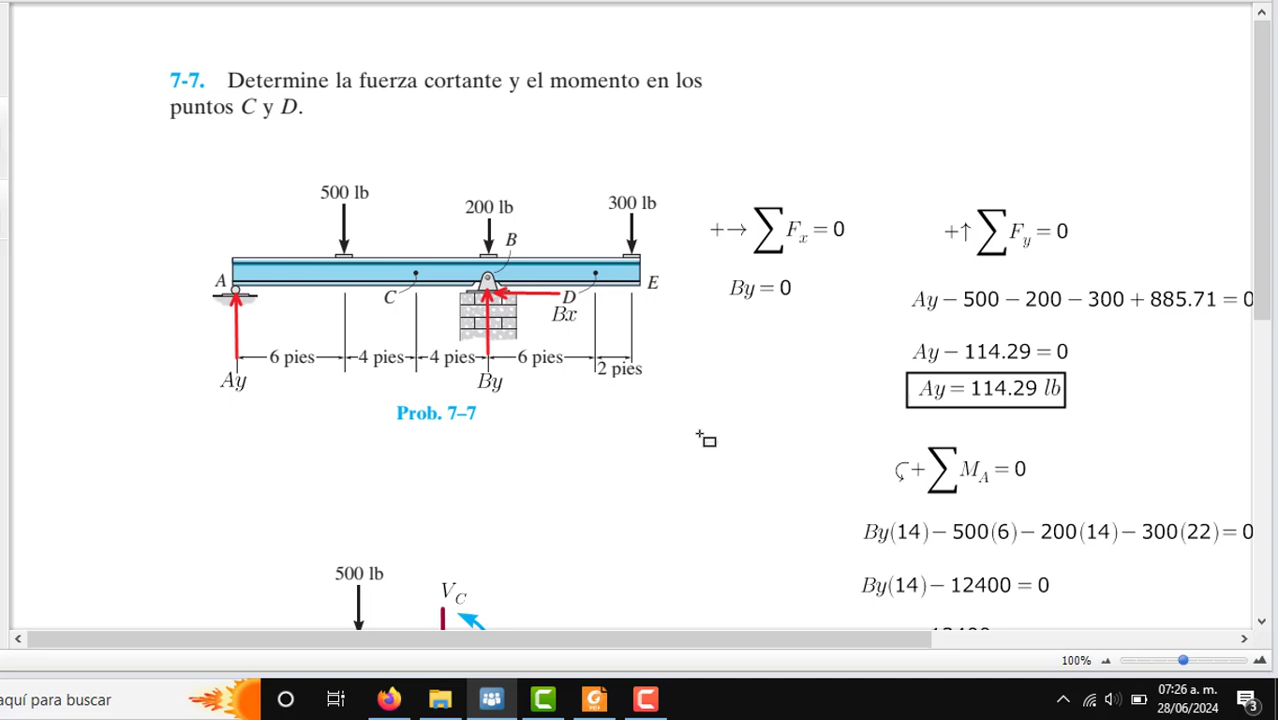 7-7. Determine la fuerza cortante y el momento en los
puntos C y D.
500 lb
200 lb
300 lb
B
A
C
D
E
Bx
6 pies
4 pies
4 pies
6 pies
2 pies
Ay
By
Prob. 7–7
+→ ∑ Fx = 0
By = 0
+↑ ∑ Fy = 0
Ay − 500 − 200 − 300 + 885.71 = 0
Ay − 114.29 = 0
Ay = 114.29 lb
↶+ ∑ MA = 0
By(14) − 500(6) − 200(14) − 300(22) = 0
By(14) − 12400 = 0
500 lb
VC
100%
aquí para buscar
07:26 a. m.
28/06/2024
3